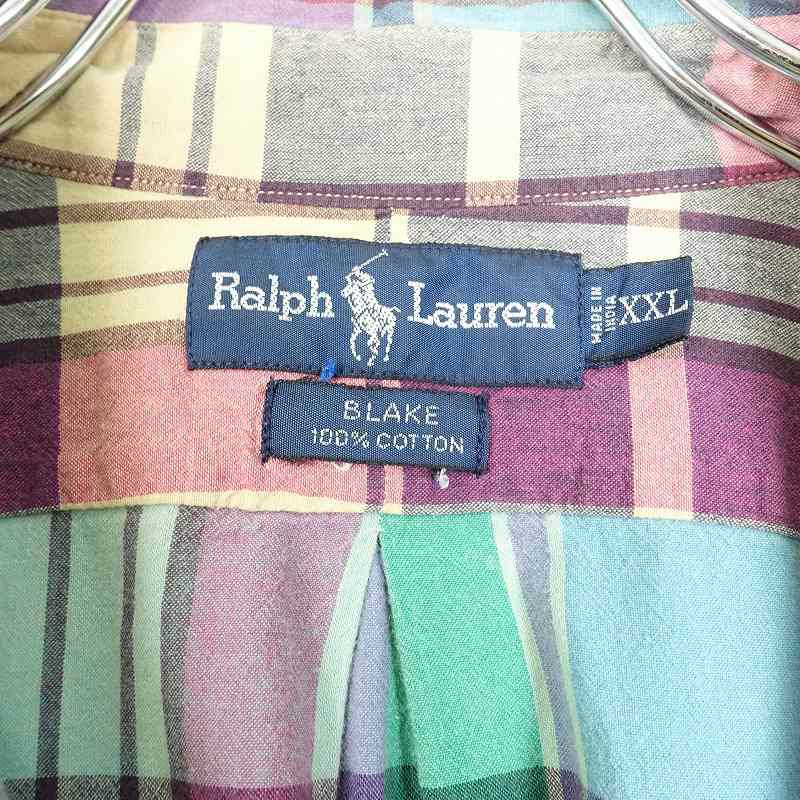 Ralph Lauren
MADE IN
INDIA
XXL
BLAKE
100% COTTON